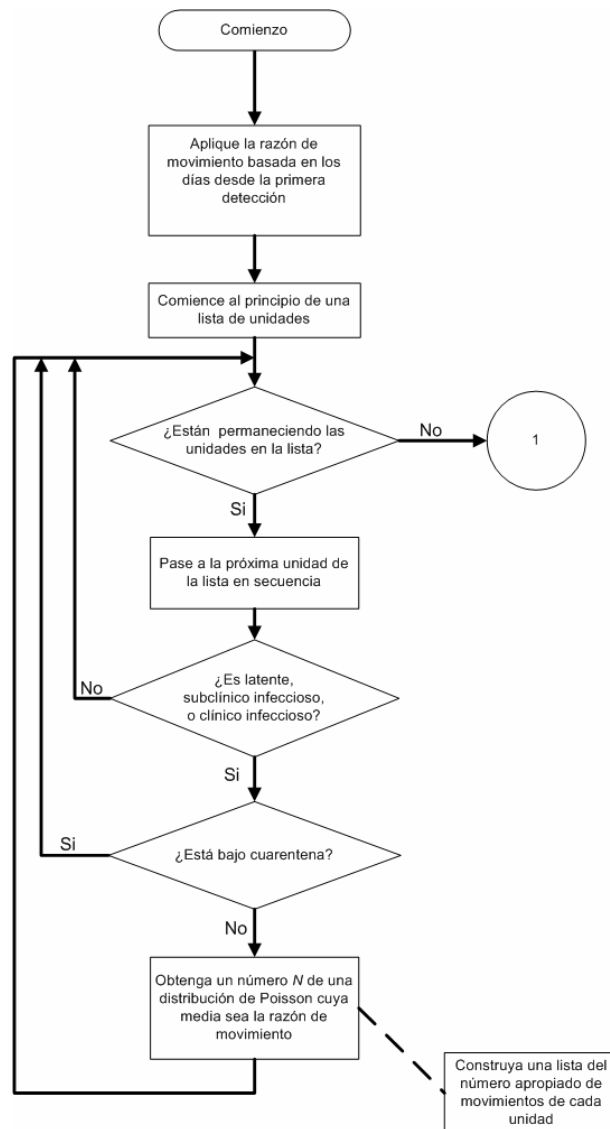 Comienzo
Aplique la razón de
movimiento basada en los
días desde la primera
detección
Comience al principio de una
lista de unidades
¿Están permaneciendo las
unidades en la lista?
No
1
Si
Pase a la próxima unidad de
la lista en secuencia
¿Es latente,
subclínico infeccioso,
o clínico infeccioso?
No
Si
¿Está bajo cuarentena?
Si
No
Obtenga un número N de una
distribución de Poisson cuya
media sea la razón de
movimiento
Construya una lista del
número apropiado de
movimientos de cada
unidad